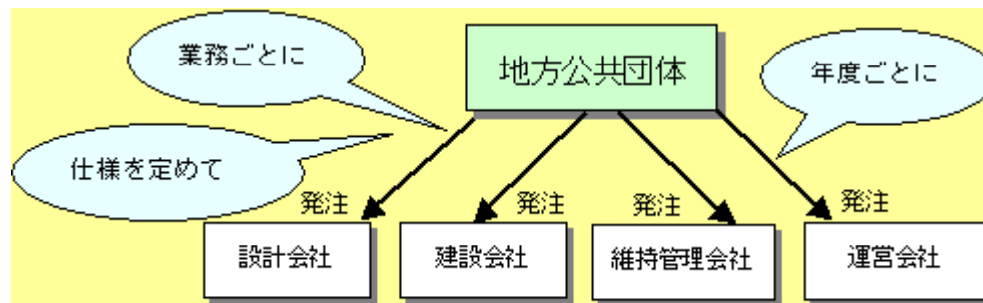 業務ごとに
地方公共団体
年度ごとに
仕様を定めて
発注
発注
発注
発注
設計会社
建設会社
維持管理会社
運営会社